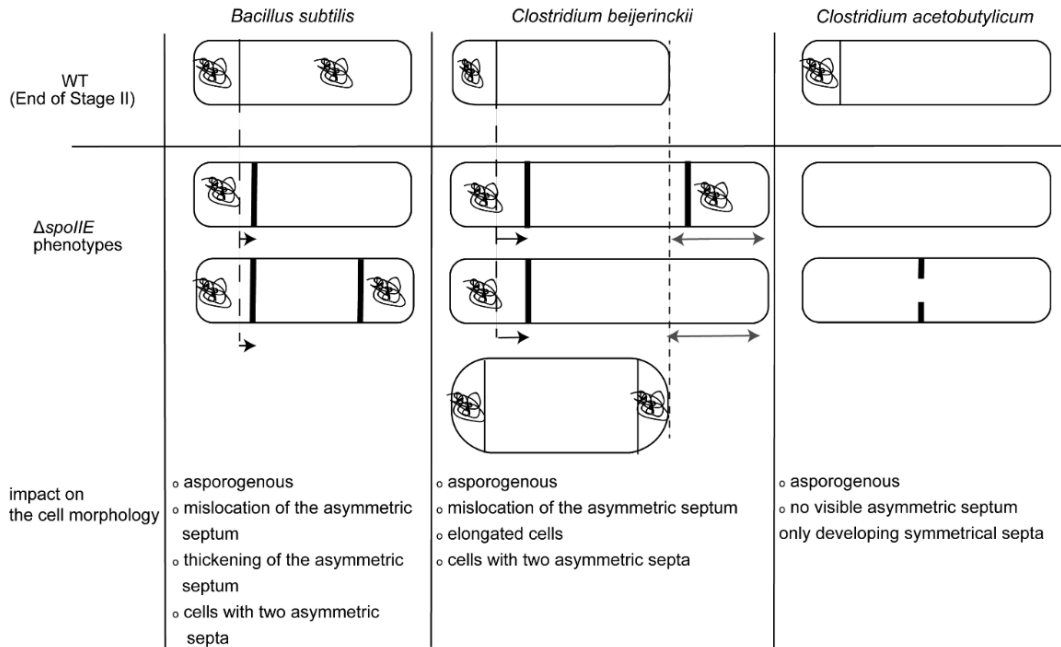 Bacillus subtilis
Clostridium beijerinckii
Clostridium acetobutylicum
WT
(End of Stage II)
ΔspoIIE
phenotypes
impact on
the cell morphology
o asporogenous
o mislocation of the asymmetric
septum
o thickening of the asymmetric
septum
o cells with two asymmetric
septa
o asporogenous
o mislocation of the asymmetric septum
o elongated cells
o cells with two asymmetric septa
o asporogenous
o no visible asymmetric septum
only developing symmetrical septa